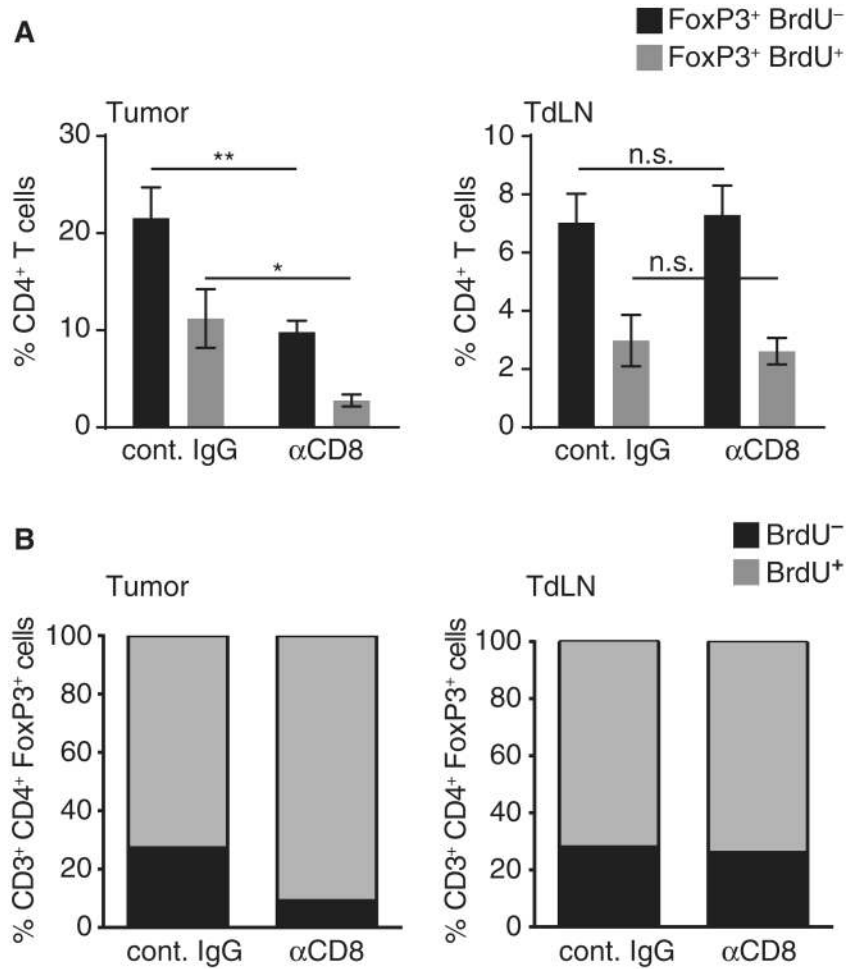 A
FoxP3⁺ BrdU⁻
FoxP3⁺ BrdU⁺
Tumor
% CD4⁺ T cells
30
20
10
0
**
*
cont. IgG
αCD8
TdLN
% CD4⁺ T cells
10
8
6
4
2
0
n.s.
n.s.
cont. IgG
αCD8
B
BrdU⁻
BrdU⁺
Tumor
% CD3⁺ CD4⁺ FoxP3⁺ cells
100
80
60
40
20
0
cont. IgG
αCD8
TdLN
% CD3⁺ CD4⁺ FoxP3⁺ cells
100
80
60
40
20
0
cont. IgG
αCD8